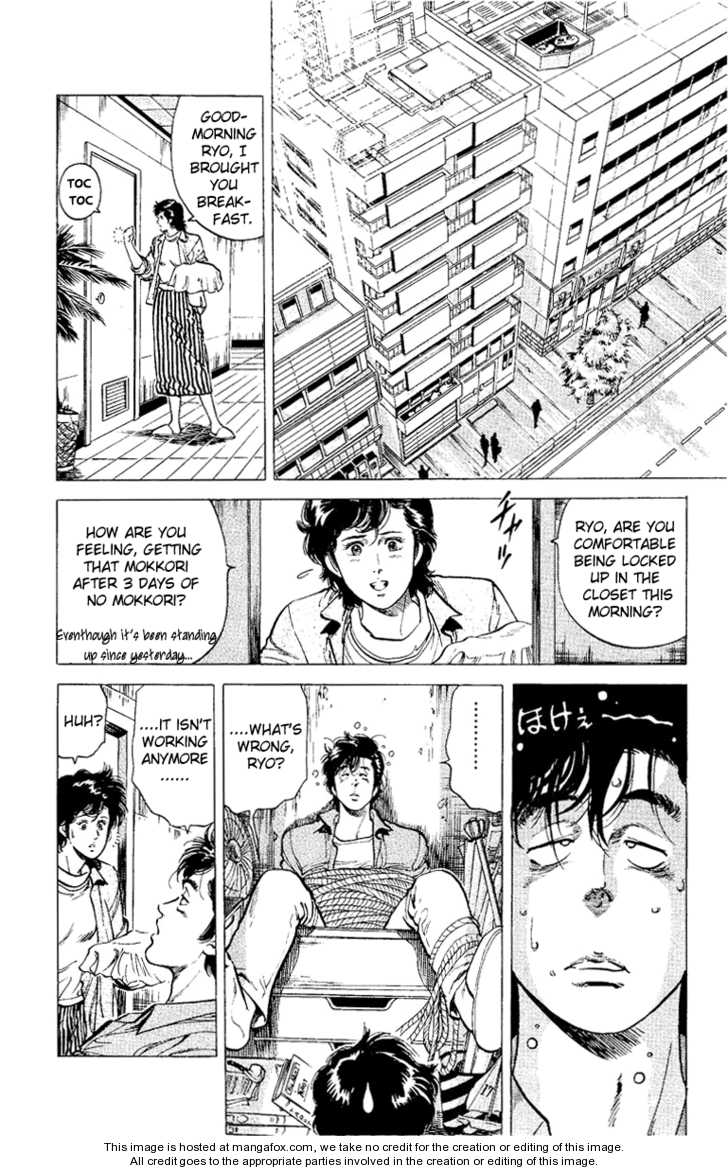 GOOD-
MORNING
RYO, I
BROUGHT
YOU
BREAK-
FAST.
TOC
TOC
RYO, ARE YOU
COMFORTABLE
BEING LOCKED
UP IN THE
CLOSET THIS
MORNING?
チャッ
HOW ARE YOU
FEELING, GETTING
THAT MOKKORI
AFTER 3 DAYS OF
NO MOKKORI?
Eventhough it's been standing
up since yesterday...
ほけぇ～
.........
....WHAT'S
WRONG,
RYO?
....IT ISN'T
WORKING
ANYMORE
......
HUH?
This image is hosted at mangafox.com, we take no credit for the creation or editing of this image.
All credit goes to the appropriate parties involved in the creation and editing of this image.